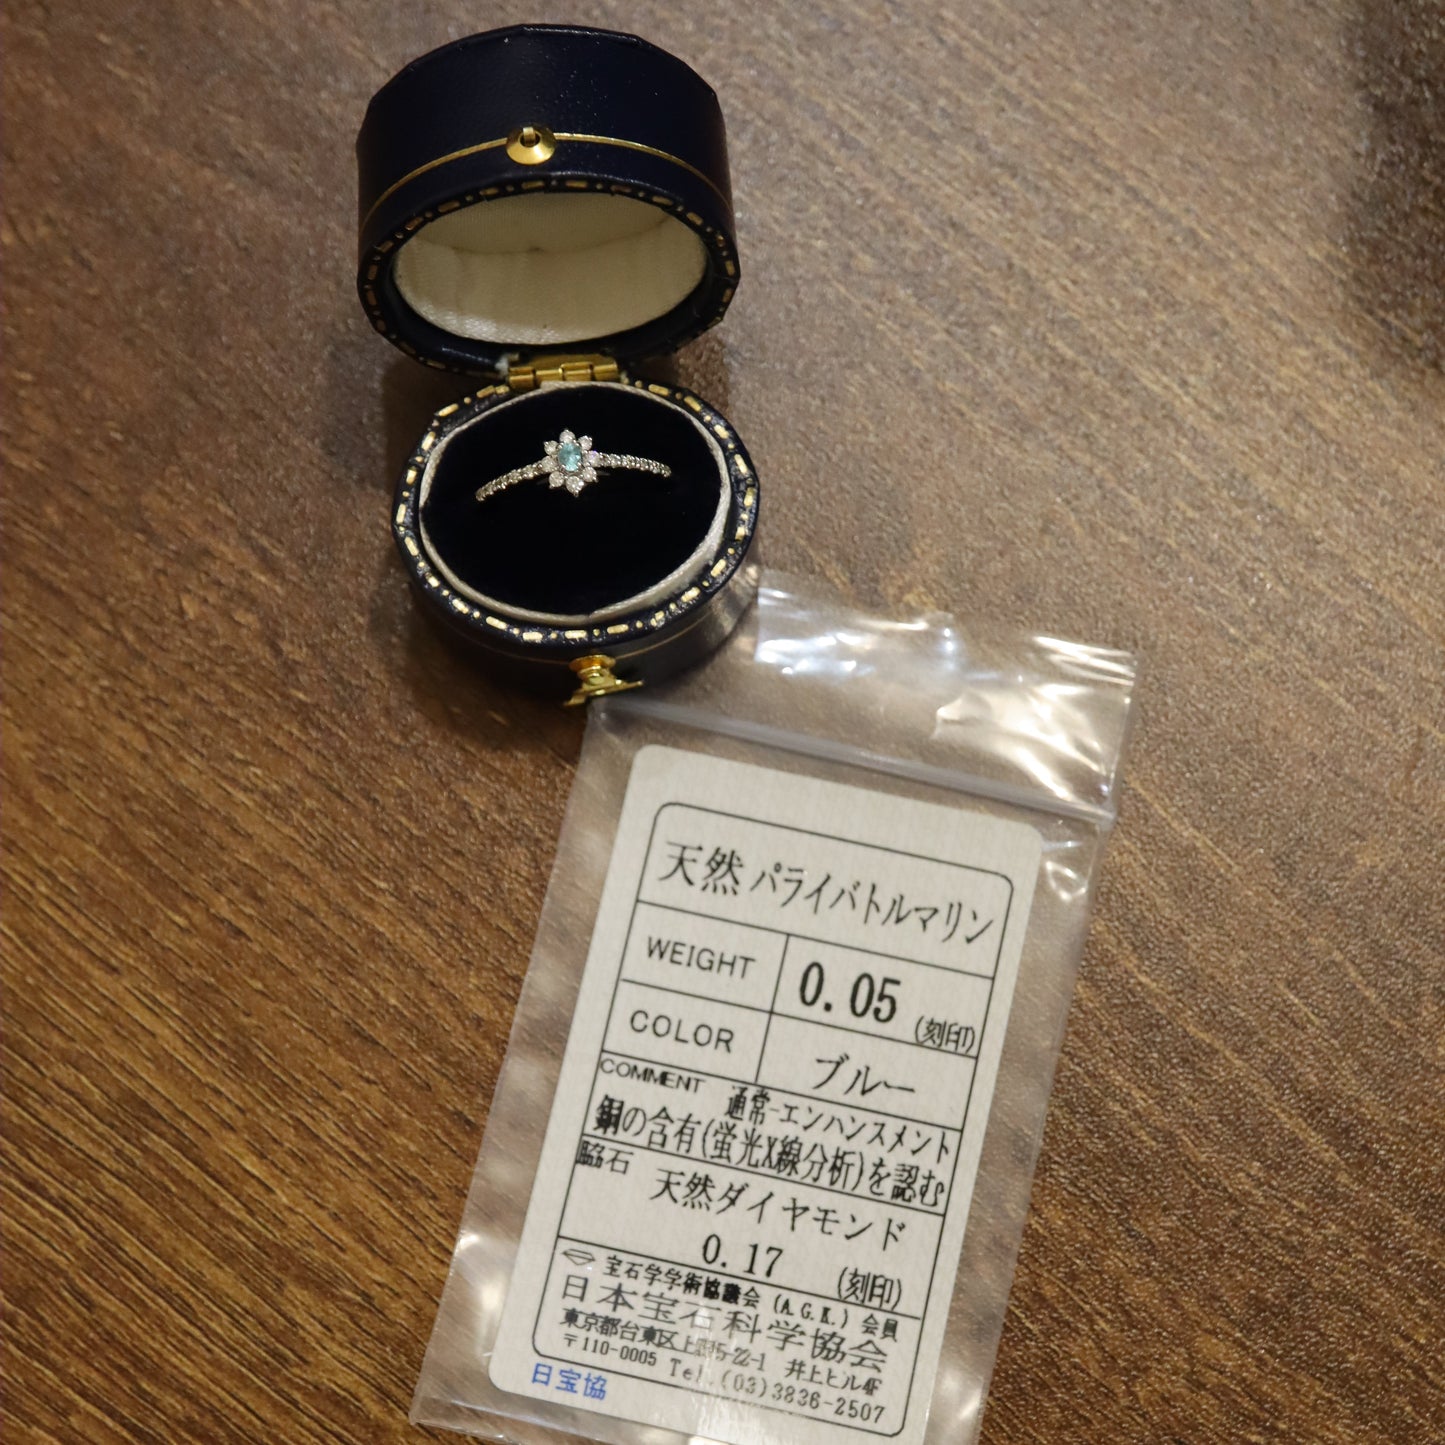 天然 パライバトルマリン
WEIGHT 0.05 (刻印)
COLOR ブルー
COMMENT 通常-エンハンスメント
銅の含有(蛍光X線分析)を認む
脇石 天然ダイヤモンド
0.17 (刻印)
宝石学学術協議会 (A.G.K.) 会員
日本宝石科学協会
東京都台東区上野5-22-1 井上ビル4F
〒110-0005 Tel.(03)3836-2507
日宝協